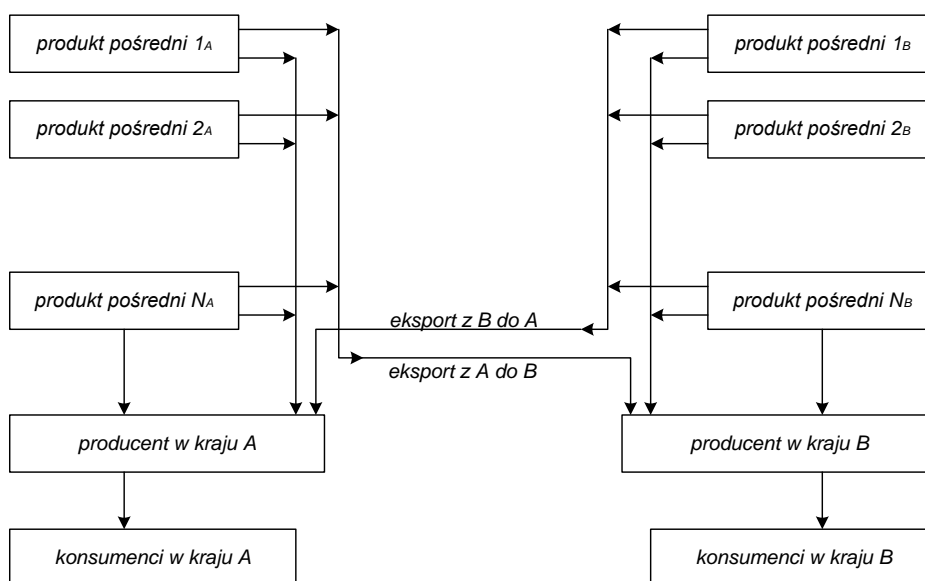 produkt pośredni 1A
produkt pośredni 1B
produkt pośredni 2A
produkt pośredni 2B
produkt pośredni NA
produkt pośredni NB
eksport z B do A
eksport z A do B
producent w kraju A
producent w kraju B
konsumenci w kraju A
konsumenci w kraju B